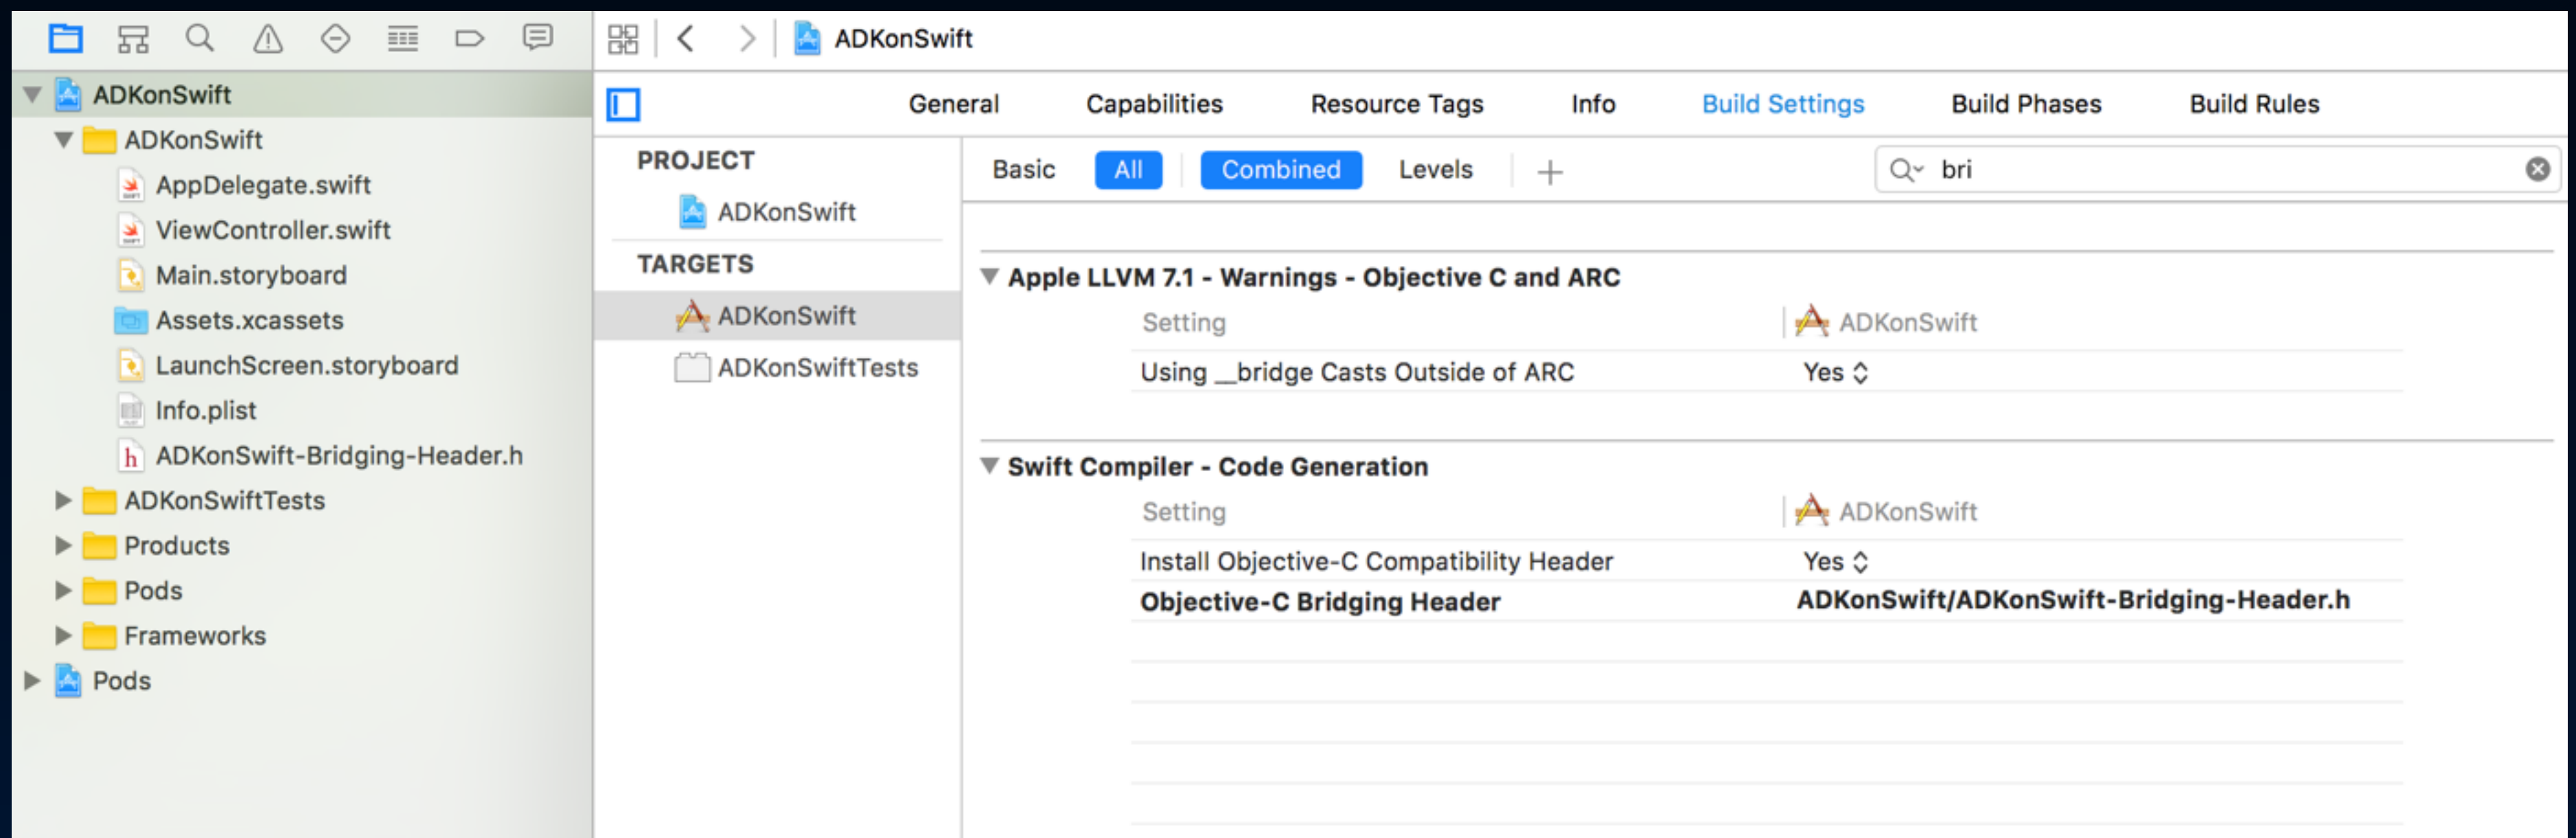 ADKonSwift
ADKonSwift
AppDelegate.swift
ViewController.swift
Main.storyboard
Assets.xcassets
LaunchScreen.storyboard
Info.plist
h ADKonSwift-Bridging-Header.h
ADKonSwiftTests
Products
Pods
Frameworks
Pods
ADKonSwift
General Capabilities Resource Tags Info Build Settings Build Phases Build Rules
PROJECT
ADKonSwift
TARGETS
ADKonSwift
ADKonSwiftTests
Basic All Combined Levels + bri
Apple LLVM 7.1 - Warnings - Objective C and ARC
Setting ADKonSwift
Using __bridge Casts Outside of ARC Yes
Swift Compiler - Code Generation
Setting ADKonSwift
Install Objective-C Compatibility Header Yes
Objective-C Bridging Header ADKonSwift/ADKonSwift-Bridging-Header.h